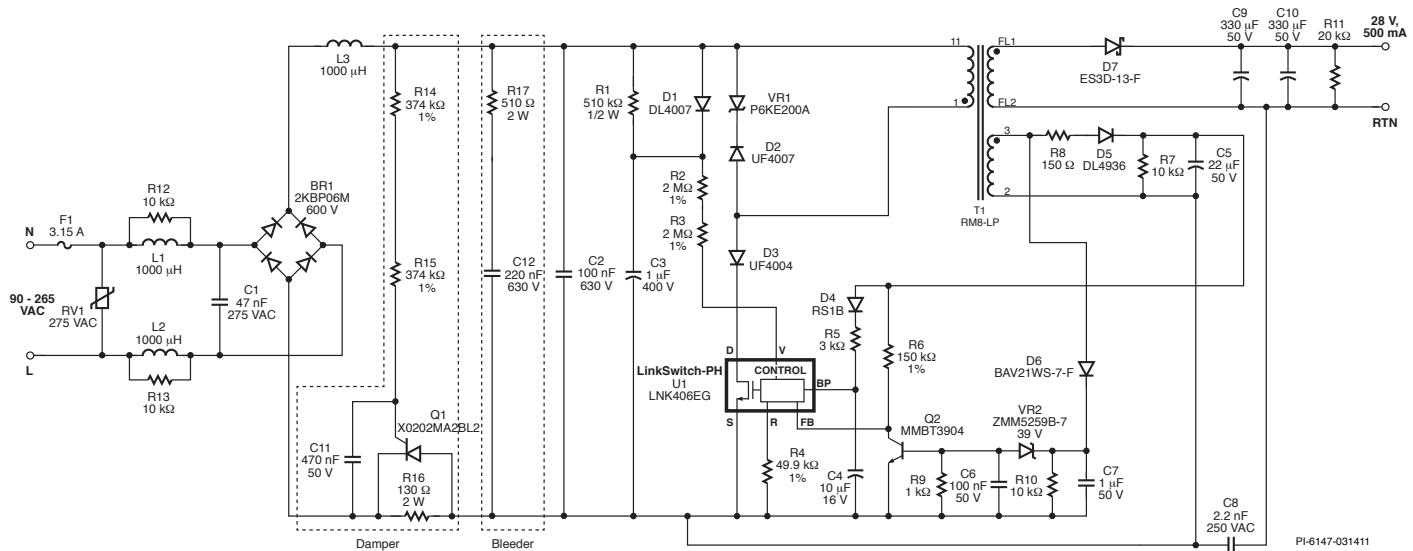 L3
1000 μH
R14
374 kΩ
1%
R17
510 Ω
2 W
R1
510 kΩ
1/2 W
D1
DL4007
VR1
P6KE200A
D2
UF4007
11
1
FL1
FL2
D7
ES3D-13-F
C9
330 μF
50 V
C10
330 μF
50 V
R11
20 kΩ
28 V,
500 mA
RTN
3
2
T1
RM8-LP
R8
150 Ω
D5
DL4936
R7
10 kΩ
C5
22 μF
50 V
R2
2 MΩ
1%
R3
2 MΩ
1%
R12
10 kΩ
BR1
2KBP06M
600 V
F1
3.15 A
N
L1
1000 μH
90 - 265
VAC
RV1
275 VAC
C1
47 nF
275 VAC
L2
1000 μH
L
R13
10 kΩ
R15
374 kΩ
1%
C12
220 nF
630 V
C2
100 nF
630 V
C3
1 μF
400 V
D3
UF4004
D4
RS1B
R5
3 kΩ
R6
150 kΩ
1%
D6
BAV21WS-7-F
D
V
LinkSwitch-PH
U1
LNK406EG
CONTROL
BP
S
R
FB
Q1
X0202MA2BL2
C11
470 nF
50 V
R16
130 Ω
2 W
R4
49.9 kΩ
1%
C4
10 μF
16 V
Q2
MMBT3904
VR2
ZMM5259B-7
39 V
R9
1 kΩ
C6
100 nF
50 V
R10
10 kΩ
C7
1 μF
50 V
C8
2.2 nF
250 VAC
Damper
Bleeder
PI-6147-031411